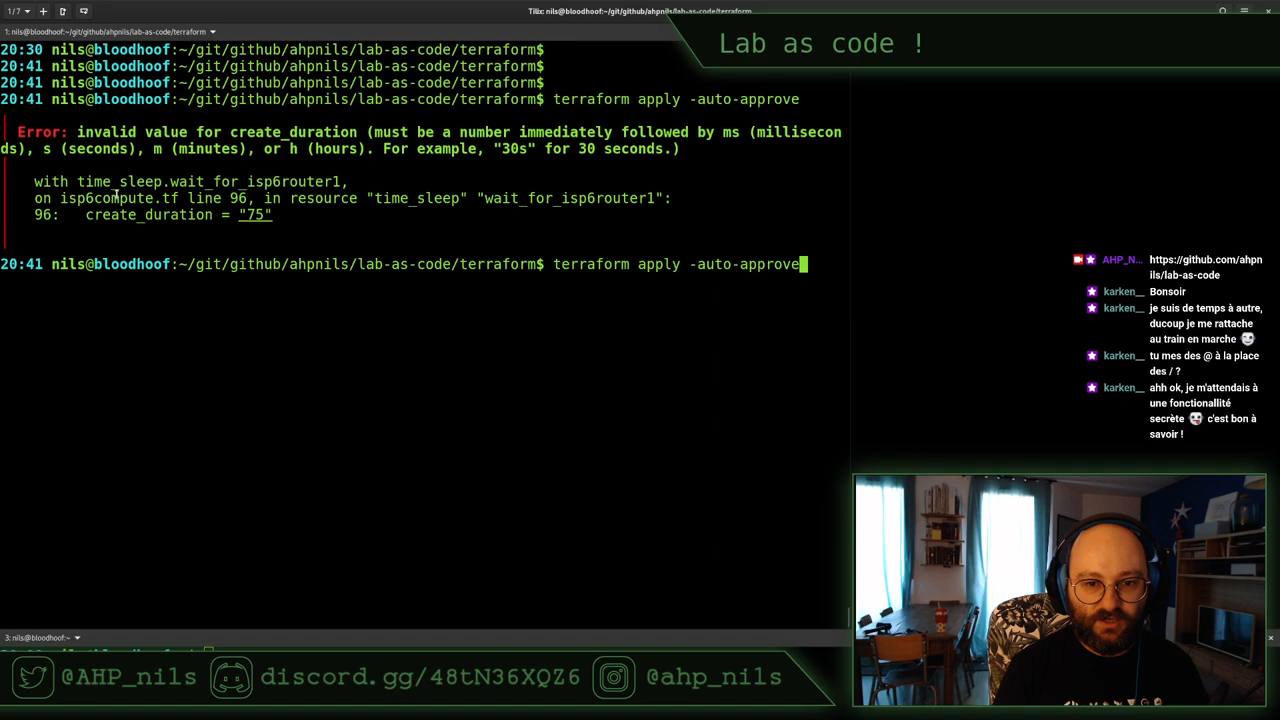 1/7
Tilix: nils@bloodhoof:~/git/github/ahpnils/lab-as-code/terraform
1: nils@bloodhoof:~/git/github/ahpnils/lab-as-code/terraform
Lab as code !
20:30 nils@bloodhoof:~/git/github/ahpnils/lab-as-code/terraform$
20:41 nils@bloodhoof:~/git/github/ahpnils/lab-as-code/terraform$
20:41 nils@bloodhoof:~/git/github/ahpnils/lab-as-code/terraform$
20:41 nils@bloodhoof:~/git/github/ahpnils/lab-as-code/terraform$ terraform apply -auto-approve
Error: invalid value for create_duration (must be a number immediately followed by ms (millisecon
ds), s (seconds), m (minutes), or h (hours). For example, "30s" for 30 seconds.)
with time_sleep.wait_for_isp6router1,
on isp6compute.tf line 96, in resource "time_sleep" "wait_for_isp6router1":
96:   create_duration = "75"
20:41 nils@bloodhoof:~/git/github/ahpnils/lab-as-code/terraform$ terraform apply -auto-approve
AHP_N... https://github.com/ahpn
ils/lab-as-code
karken__ Bonsoir
karken__ je suis de temps à autre,
ducoup je me rattache
au train en marche
karken__ tu mes des @ à la place
des / ?
karken__ ahh ok, je m'attendais à
une fonctionallité
secrète c'est bon à
savoir !
3: nils@bloodhoof:~
@AHP_nils discord.gg/48tN36XQZ6 @ahp_nils